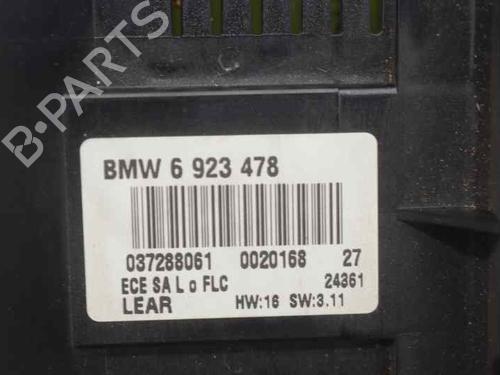 B-PARTS
BMW 6 923 478
037288061 0020168 27
ECE SA L o FLC 24361
LEAR HW:16 SW:3.11